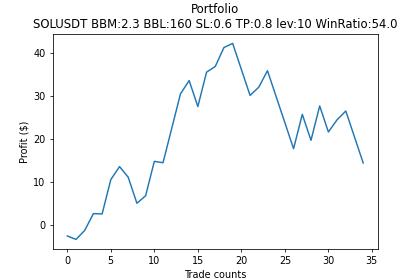 Portfolio
SOLUSDT BBM:2.3 BBL:160 SL:0.6 TP:0.8 lev:10 WinRatio:54.0
Profit ($)
40
30
20
10
0
0 5 10 15 20 25 30 35
Trade counts